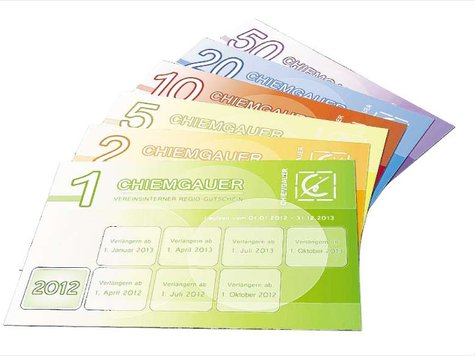 50 CHIEMGAUER
20 CHIEMGAUER
10 CHIEMGAUER
5 CHIEMGAUER
2 CHIEMGAUER
1 CHIEMGAUER
VEREINSINTERNER REGIO-GUTSCHEIN
CHIEMGAUER
Laufzeit vom 01.01.2012 - 31.12.2013
Verlängern ab
1. Januar 2013
Verlängern ab
1. April 2013
Verlängern ab
1. Juli 2013
Verlängern ab
1. Oktober 2013
2012
Verlängern ab
1. April 2012
Verlängern ab
1. Juli 2012
Verlängern ab
1. Oktober 2012